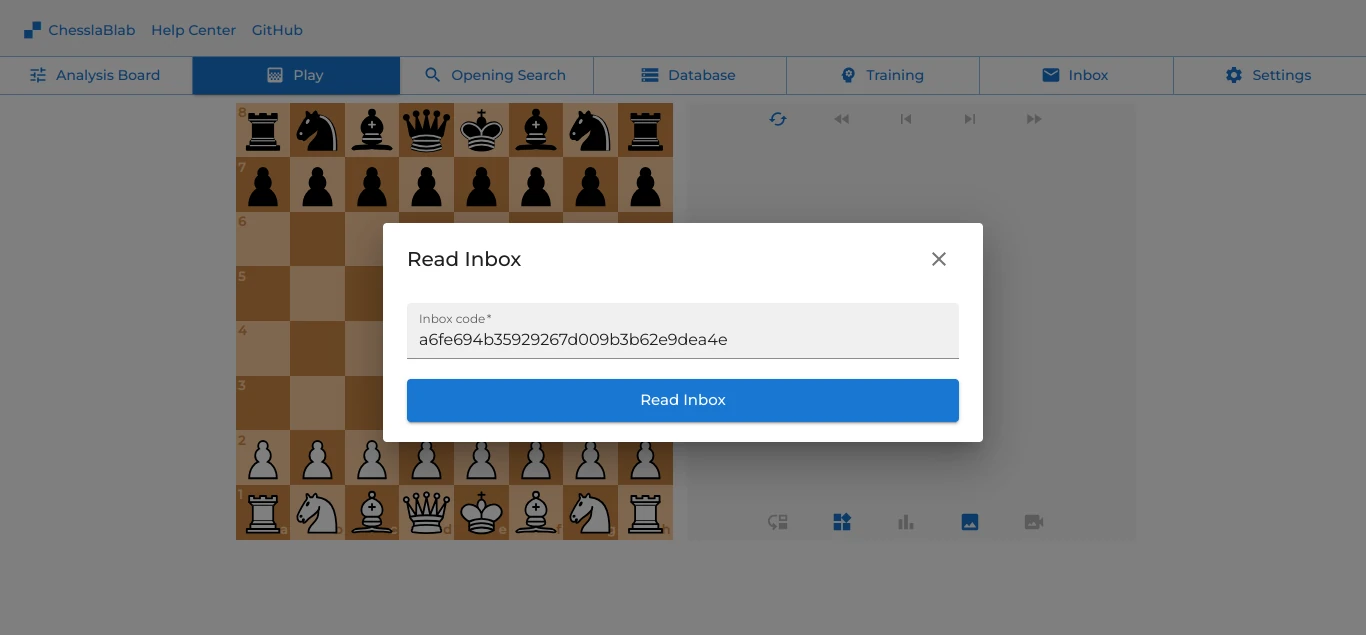 ChesslaBlab Help Center GitHub
Analysis Board Play Opening Search Database Training Inbox Settings
8
7
6
5
4
3
2
1
a b c d e f g h
Read Inbox
Inbox code*
a6fe694b35929267d009b3b62e9dea4e
Read Inbox